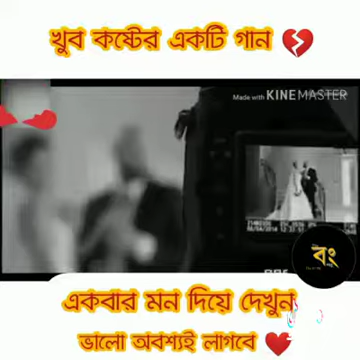 খুব কষ্টের একটি গান 💔
Made with KINEMASTER
বং
একবার মন দিয়ে দেখুন
ভালো অবশ্যই লাগবে ❤️